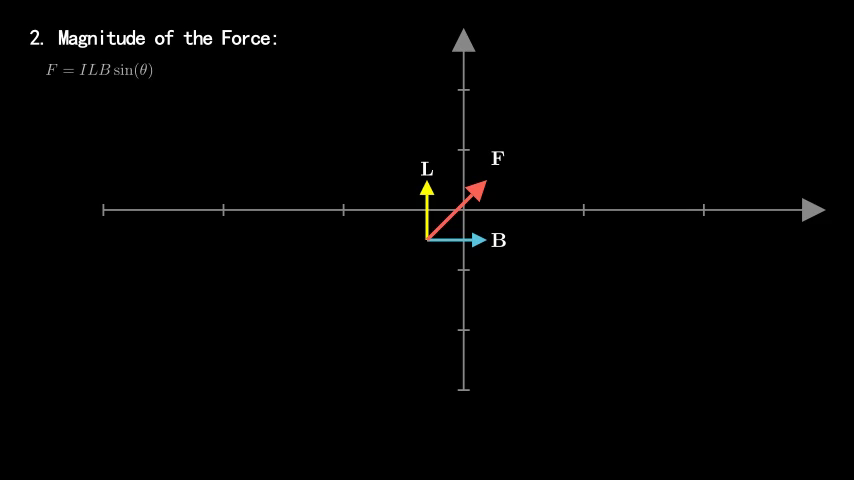 2. Magnitude of the Force:
F = ILB sin(θ)
F
L
B